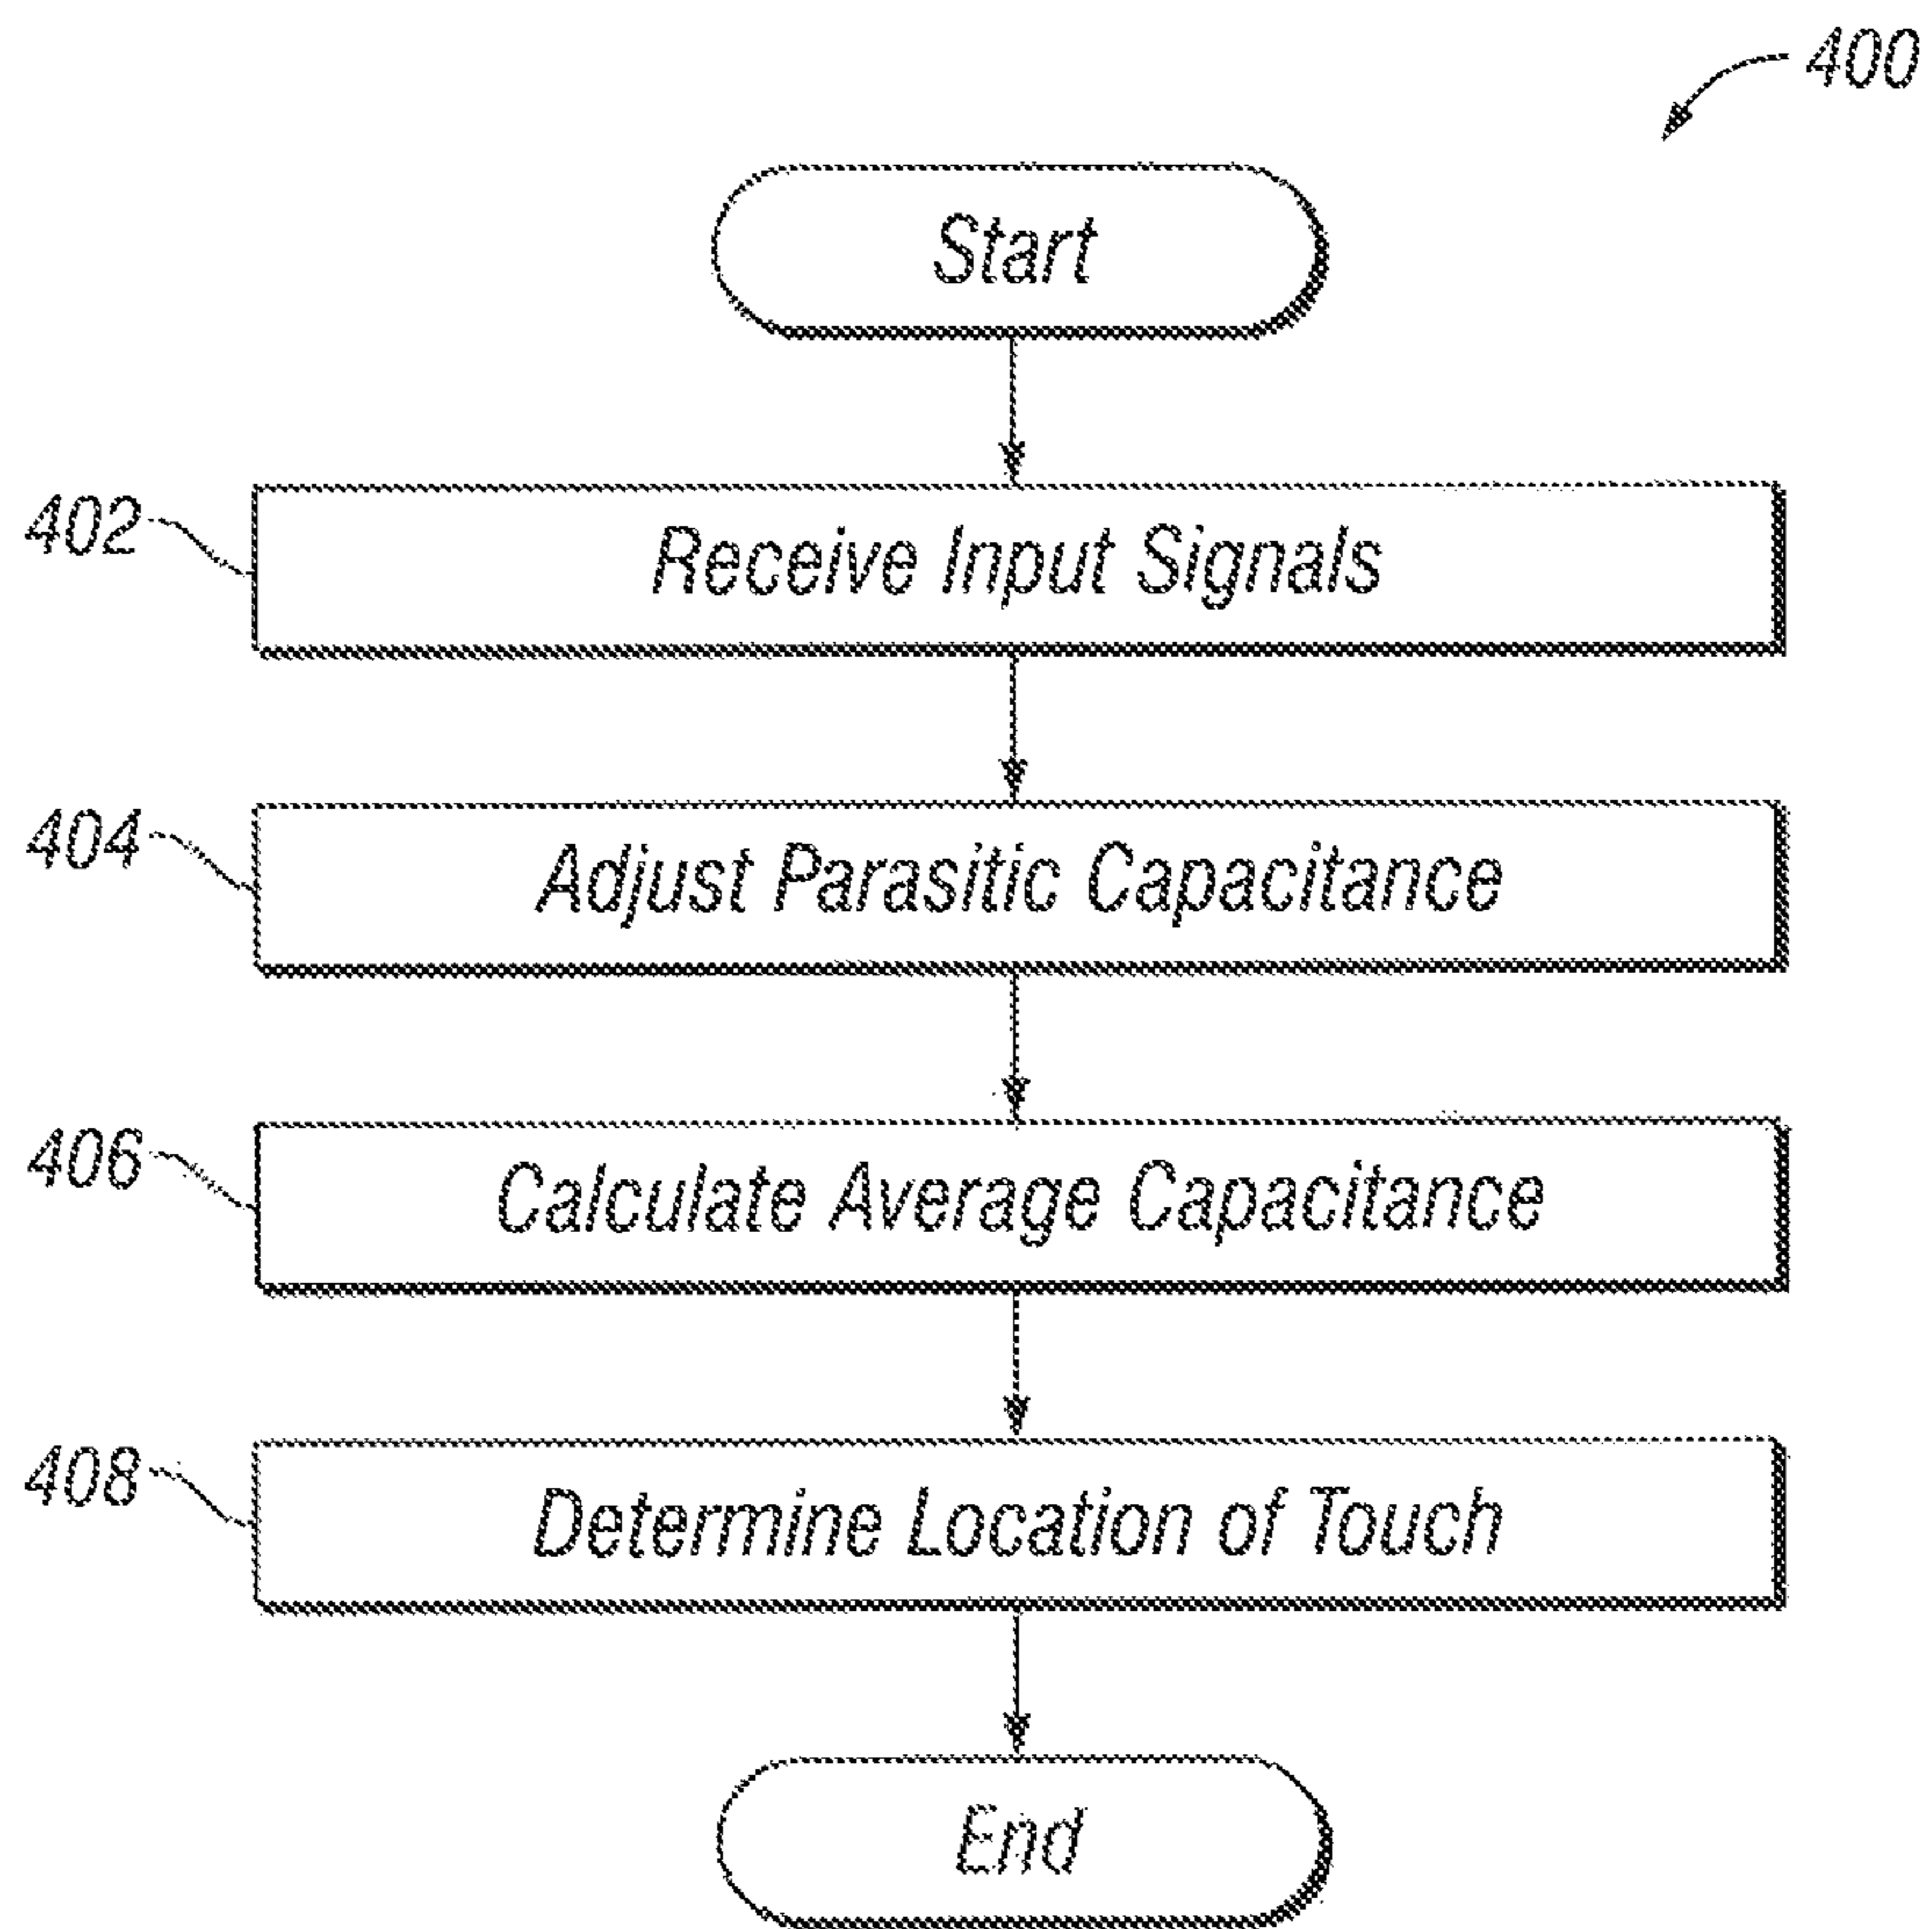 400
Start
402
Receive Input Signals
404
Adjust Parasitic Capacitance
406
Calculate Average Capacitance
408
Determine Location of Touch
End